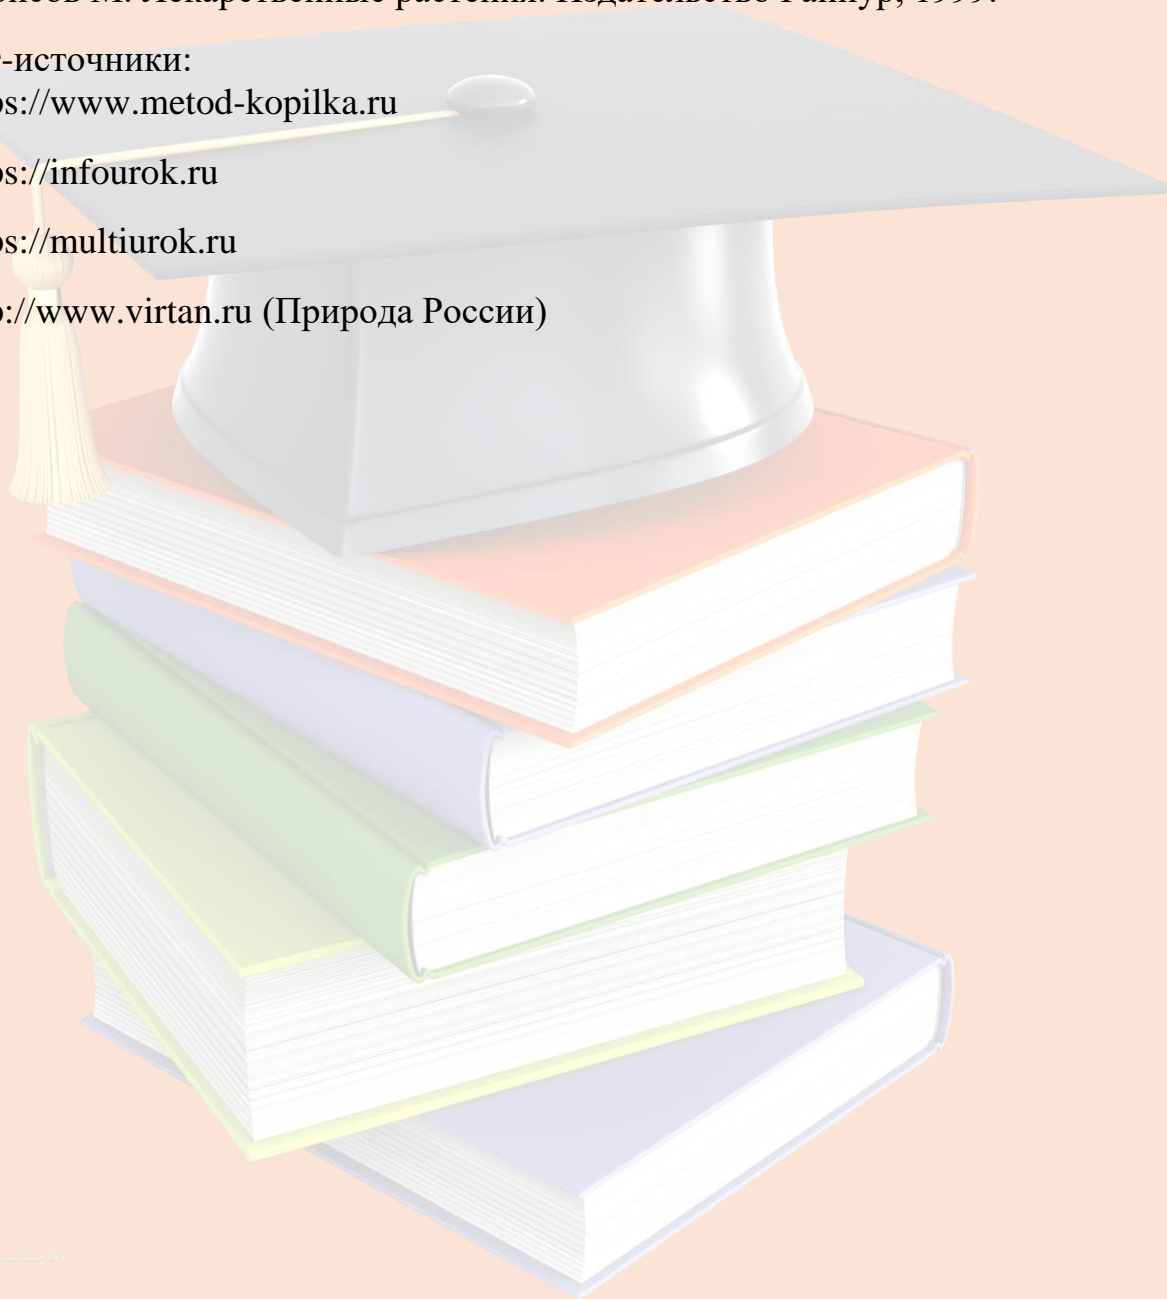 М. Лекарственные растения. Издательство 1999.
-источники:
ps://www.metod-kopilka.ru
ps://infourok.ru
ps://multiurok.ru
p://www.virtan.ru (Природа России)